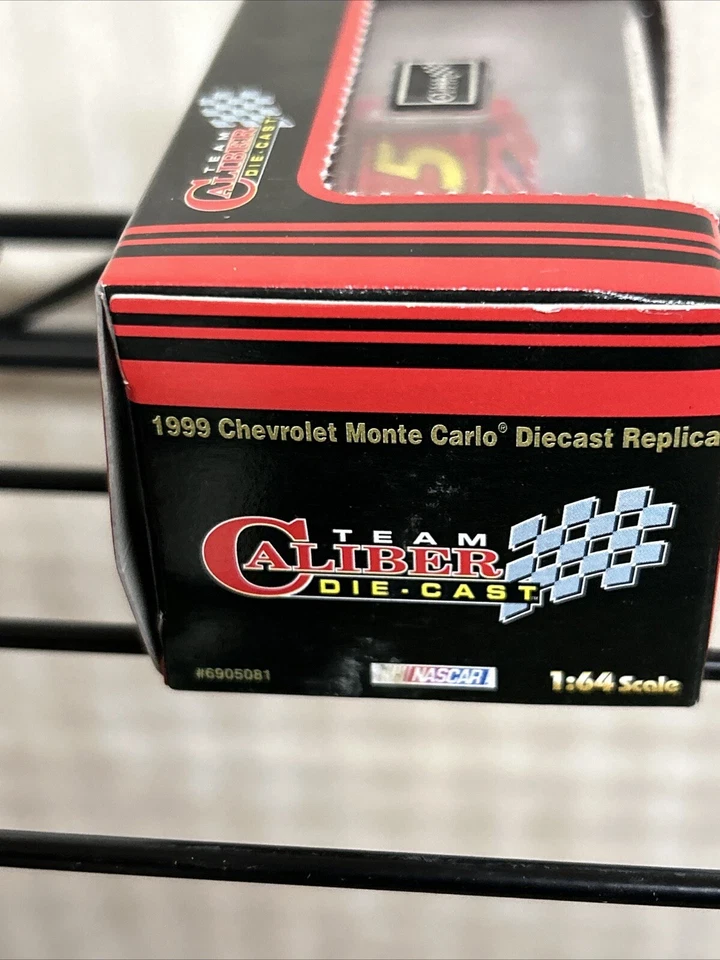 TEAM
CALIBER
DIE-CAST
5
1999 Chevrolet Monte Carlo® Diecast Replica
TEAM
CALIBER
DIE-CAST
#6905081
NASCAR
1:64 Scale